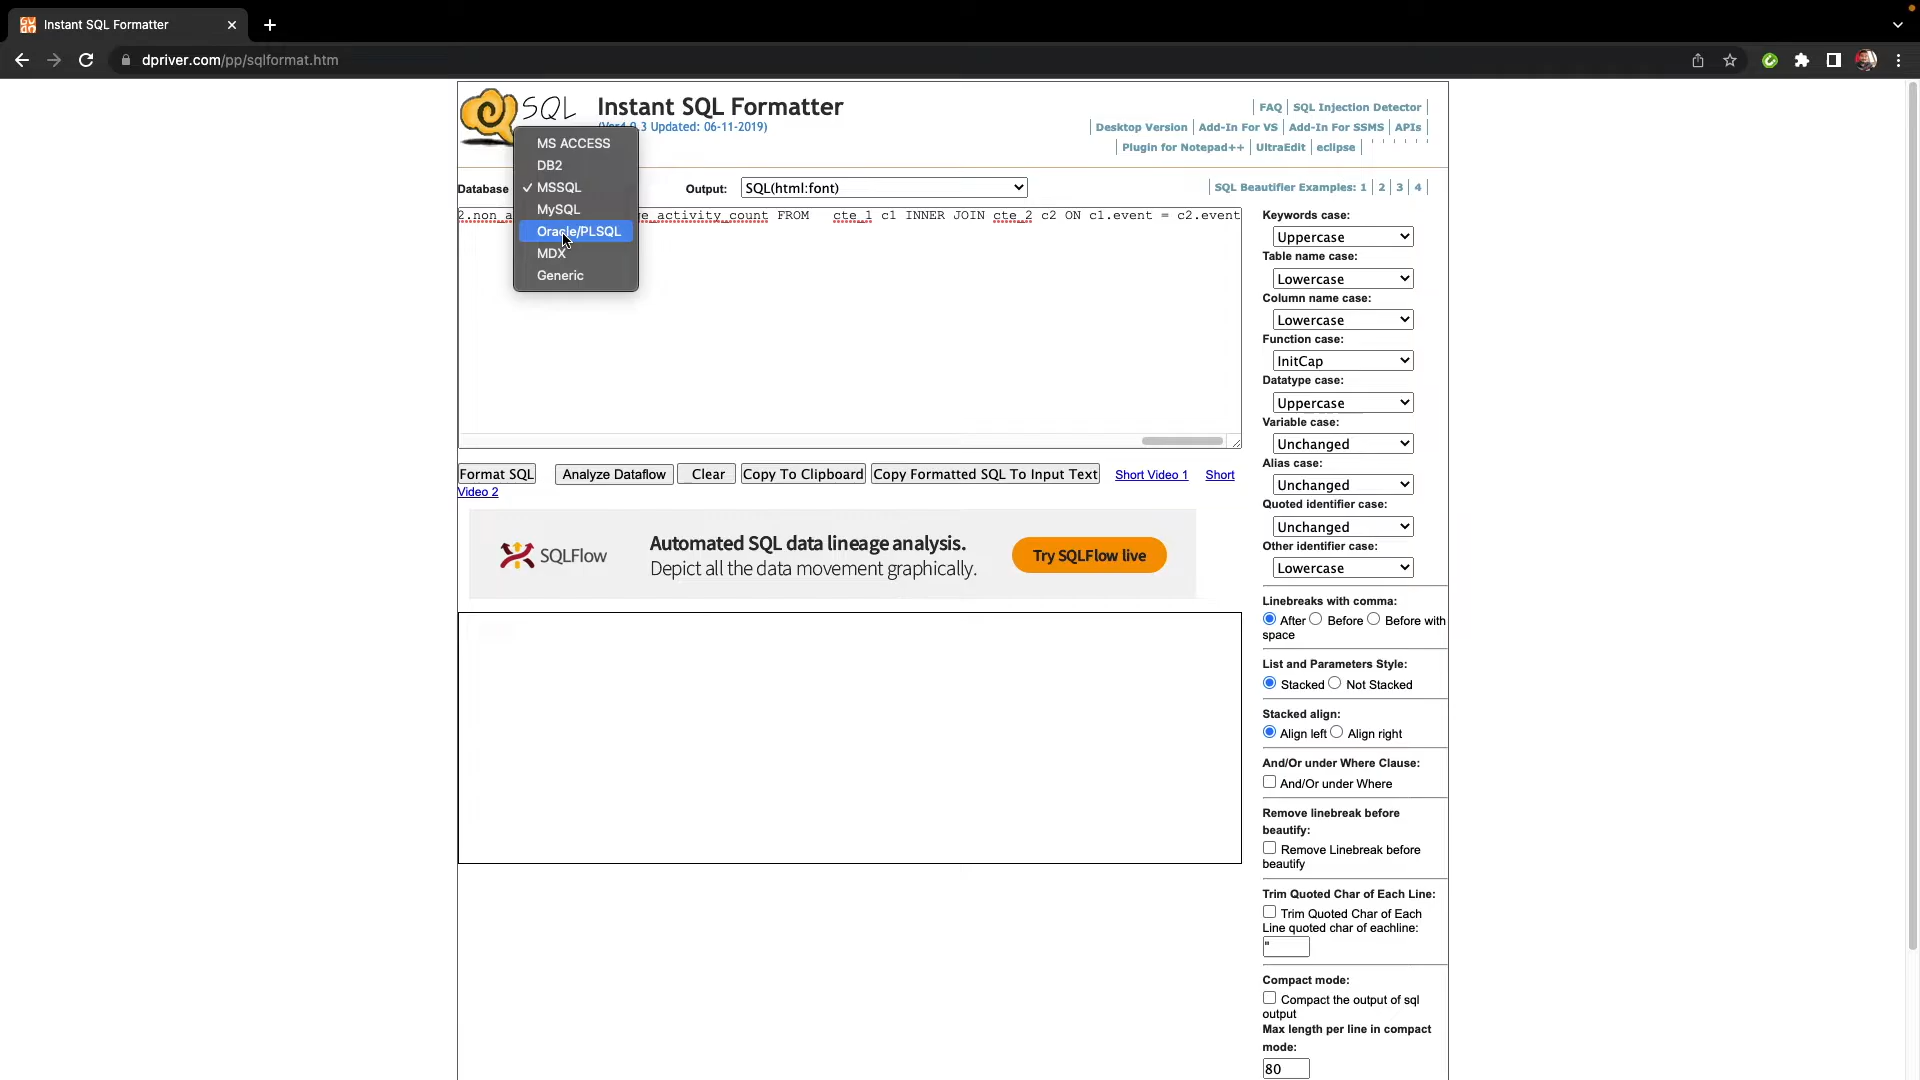 Instant SQL Formatter
dpriver.com/pp/sqlformat.htm
SQL
Instant SQL Formatter
3 Updated: 06-11-2019)
FAQ SQL Injection Detector
Desktop Version Add-In For VS Add-In For SSMS APIs
Plugin for Notepad++ UltraEdit eclipse
MS ACCESS
DB2
✓ MSSQL
MySQL
Oracle/PLSQL
MDX
Generic
Database
Output: SQL(html:font)
SQL Beautifier Examples: 1 2 3 4
2.non a
e_activity_count FROM cte_1 c1 INNER JOIN cte_2 c2 ON c1.event = c2.event
Format SQL Analyze Dataflow Clear Copy To Clipboard Copy Formatted SQL To Input Text Short Video 1 Short
Video 2
SQLFlow
Automated SQL data lineage analysis.
Depict all the data movement graphically.
Try SQLFlow live
Keywords case:
Uppercase
Table name case:
Lowercase
Column name case:
Lowercase
Function case:
InitCap
Datatype case:
Uppercase
Variable case:
Unchanged
Alias case:
Unchanged
Quoted identifier case:
Unchanged
Other identifier case:
Lowercase
Linebreaks with comma:
After Before Before with
space
List and Parameters Style:
Stacked Not Stacked
Stacked align:
Align left Align right
And/Or under Where Clause:
And/Or under Where
Remove linebreak before
beautify:
Remove Linebreak before
beautify
Trim Quoted Char of Each Line:
Trim Quoted Char of Each
Line quoted char of eachline:
"
Compact mode:
Compact the output of sql
output
Max length per line in compact
mode:
80